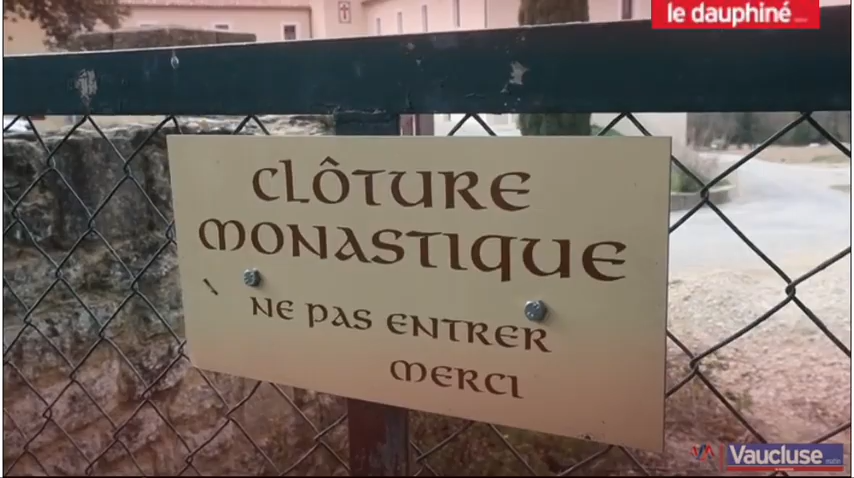 le dauphiné
clôture
monastique
ne pas entrer
merci
Vaucluse